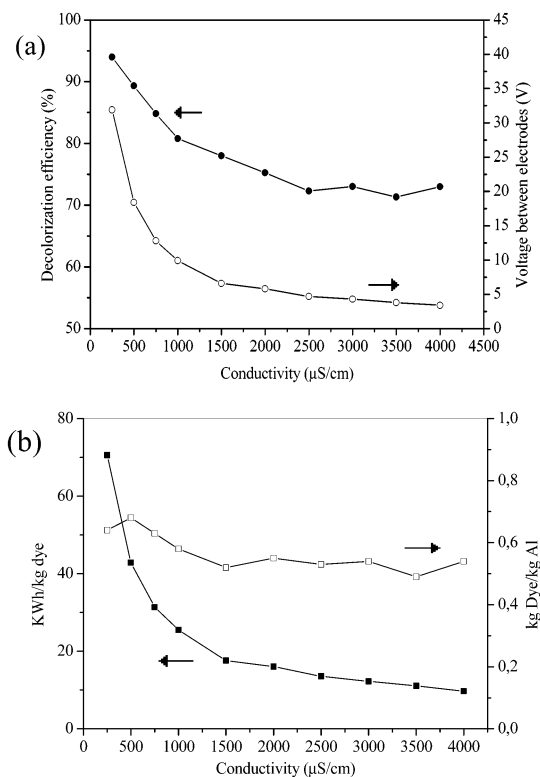 (a)
Decolorization efficiency (%)
100
90
80
70
60
50
Voltage between electrodes (V)
45
40
35
30
25
20
15
10
5
0
0 500 1000 1500 2000 2500 3000 3500 4000 4500
Conductivity (µS/cm)
(b)
KWh/kg dye
80
60
40
20
0
kg Dye/kg Al
1,0
0,8
0,6
0,4
0,2
0,0
0 500 1000 1500 2000 2500 3000 3500 4000
Conductivity (µS/cm)